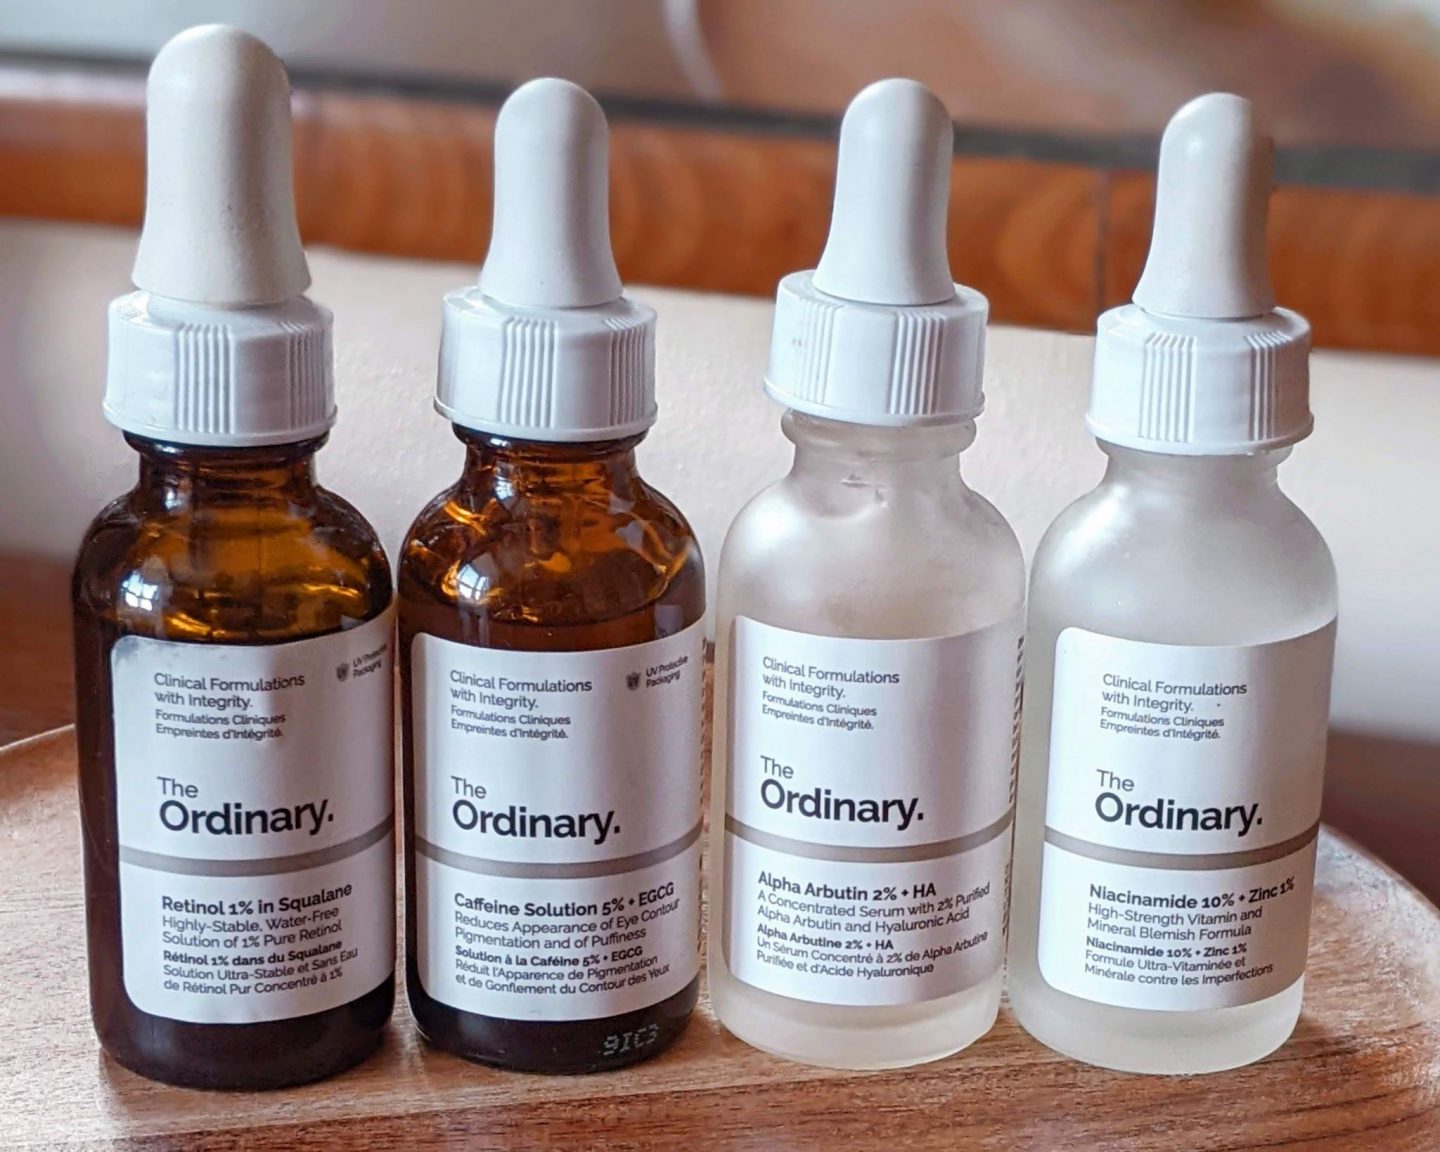 Clinical Formulations
with Integrity.
Formulations Cliniques
Empreintes d'Intégrité.
UV
UV Protective
Packaging
The
Ordinary.
Retinol 1% in Squalane
Highly-Stable, Water-Free
Solution of 1% Pure Retinol
Rétinol 1% dans du Squalane
Solution Ultra-Stable et Sans Eau
de Rétinol Pur Concentré à 1%
Clinical Formulations
with Integrity.
Formulations Cliniques
Empreintes d'Intégrité.
UV
UV Protective
Packaging
The
Ordinary.
Caffeine Solution 5% + EGCG
Reduces Appearance of Eye Contour
Pigmentation and of Puffiness
Solution à la Caféine 5% + EGCG
Réduit l'Apparence de Pigmentation
et de Gonflement du Contour des Yeux
9IC3
Clinical Formulations
with Integrity.
Formulations Cliniques
Empreintes d'Intégrité.
The
Ordinary.
Alpha Arbutin 2% + HA
A Concentrated Serum with 2% Purified
Alpha Arbutin and Hyaluronic Acid
Alpha Arbutine 2% + HA
Un Sérum Concentré à 2% de Alpha Arbutine
Purifiée et d'Acide Hyaluronique
Clinical Formulations
with Integrity.
Formulations Cliniques
Empreintes d'Intégrité.
The
Ordinary.
Niacinamide 10% + Zinc 1%
High-Strength Vitamin and
Mineral Blemish Formula
Niacinamide 10% + Zinc 1%
Formule Ultra-Vitaminée et
Minérale contre les Imperfections